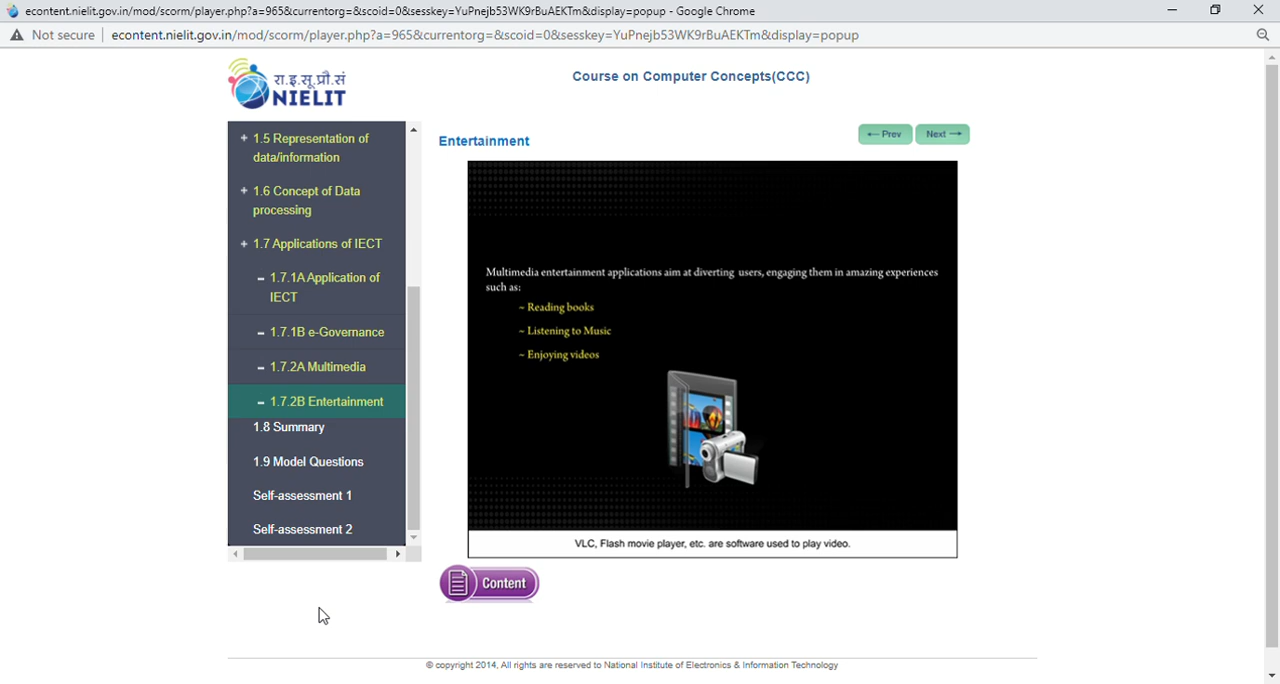 econtent.nielit.gov.in/mod/scorm/player.php?a=965&currentorg=&scoid=0&sesskey=YuPnejb53WK9rBuAEKTm&display=popup - Google Chrome
Not secure | econtent.nielit.gov.in/mod/scorm/player.php?a=965&currentorg=&scoid=0&sesskey=YuPnejb53WK9rBuAEKTm&display=popup
रा.इ.सू.प्रौ.सं
NIELIT
Course on Computer Concepts(CCC)
+ 1.5 Representation of
data/information
+ 1.6 Concept of Data
processing
+ 1.7 Applications of IECT
– 1.7.1A Application of
IECT
– 1.7.1B e-Governance
– 1.7.2A Multimedia
– 1.7.2B Entertainment
1.8 Summary
1.9 Model Questions
Self-assessment 1
Self-assessment 2
Entertainment
←Prev
Next →
Multimedia entertainment applications aim at diverting users, engaging them in amazing experiences
such as:
~ Reading books
~ Listening to Music
~ Enjoying videos
VLC, Flash movie player, etc. are software used to play video.
Content
© copyright 2014, All rights are reserved to National Institute of Electronics & Information Technology